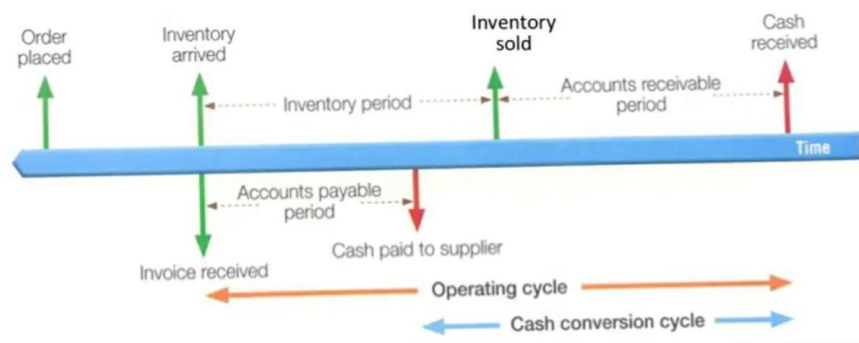 Order
placed
Inventory
arrived
Inventory
sold
Cash
received
Inventory period
Accounts receivable
period
Time
Accounts payable
period
Cash paid to supplier
Invoice received
Operating cycle
Cash conversion cycle